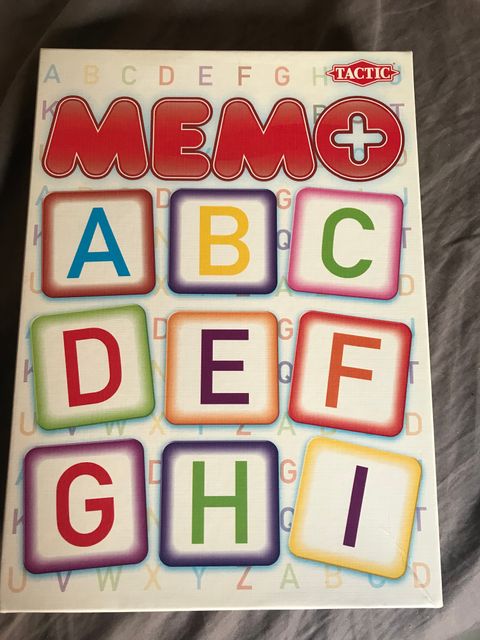 A B C D E F G H
TACTIC
MEMO
A B C
D E F
G H I
U V W X Y Z A B C D